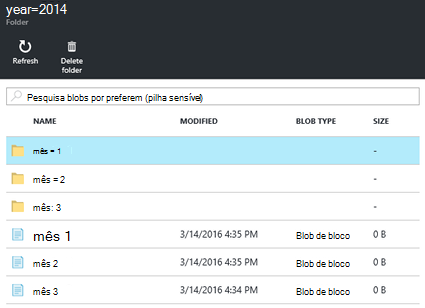 year=2014
Folder
Refresh
Delete folder
Pesquisa blobs por preferem (pilha sensível)
NAME MODIFIED BLOB TYPE SIZE
mês = 1 -
mês = 2 -
mês: 3 -
mês 1 3/14/2016 4:35 PM Blob de bloco 0 B
mês 2 3/14/2016 4:35 PM Blob de bloco 0 B
mês 3 3/14/2016 4:34 PM Blob de bloco 0 B